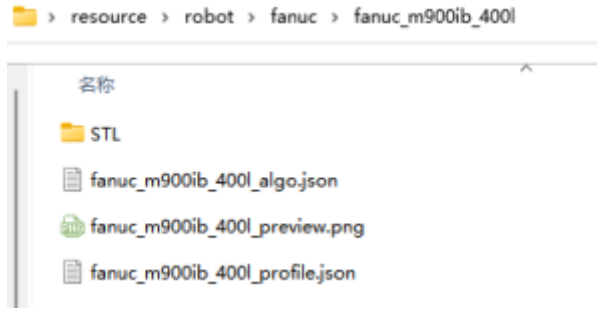 resource > robot > fanuc > fanuc_m900ib_400l
名称
STL
fanuc_m900ib_400l_algo.json
fanuc_m900ib_400l_preview.png
fanuc_m900ib_400l_profile.json